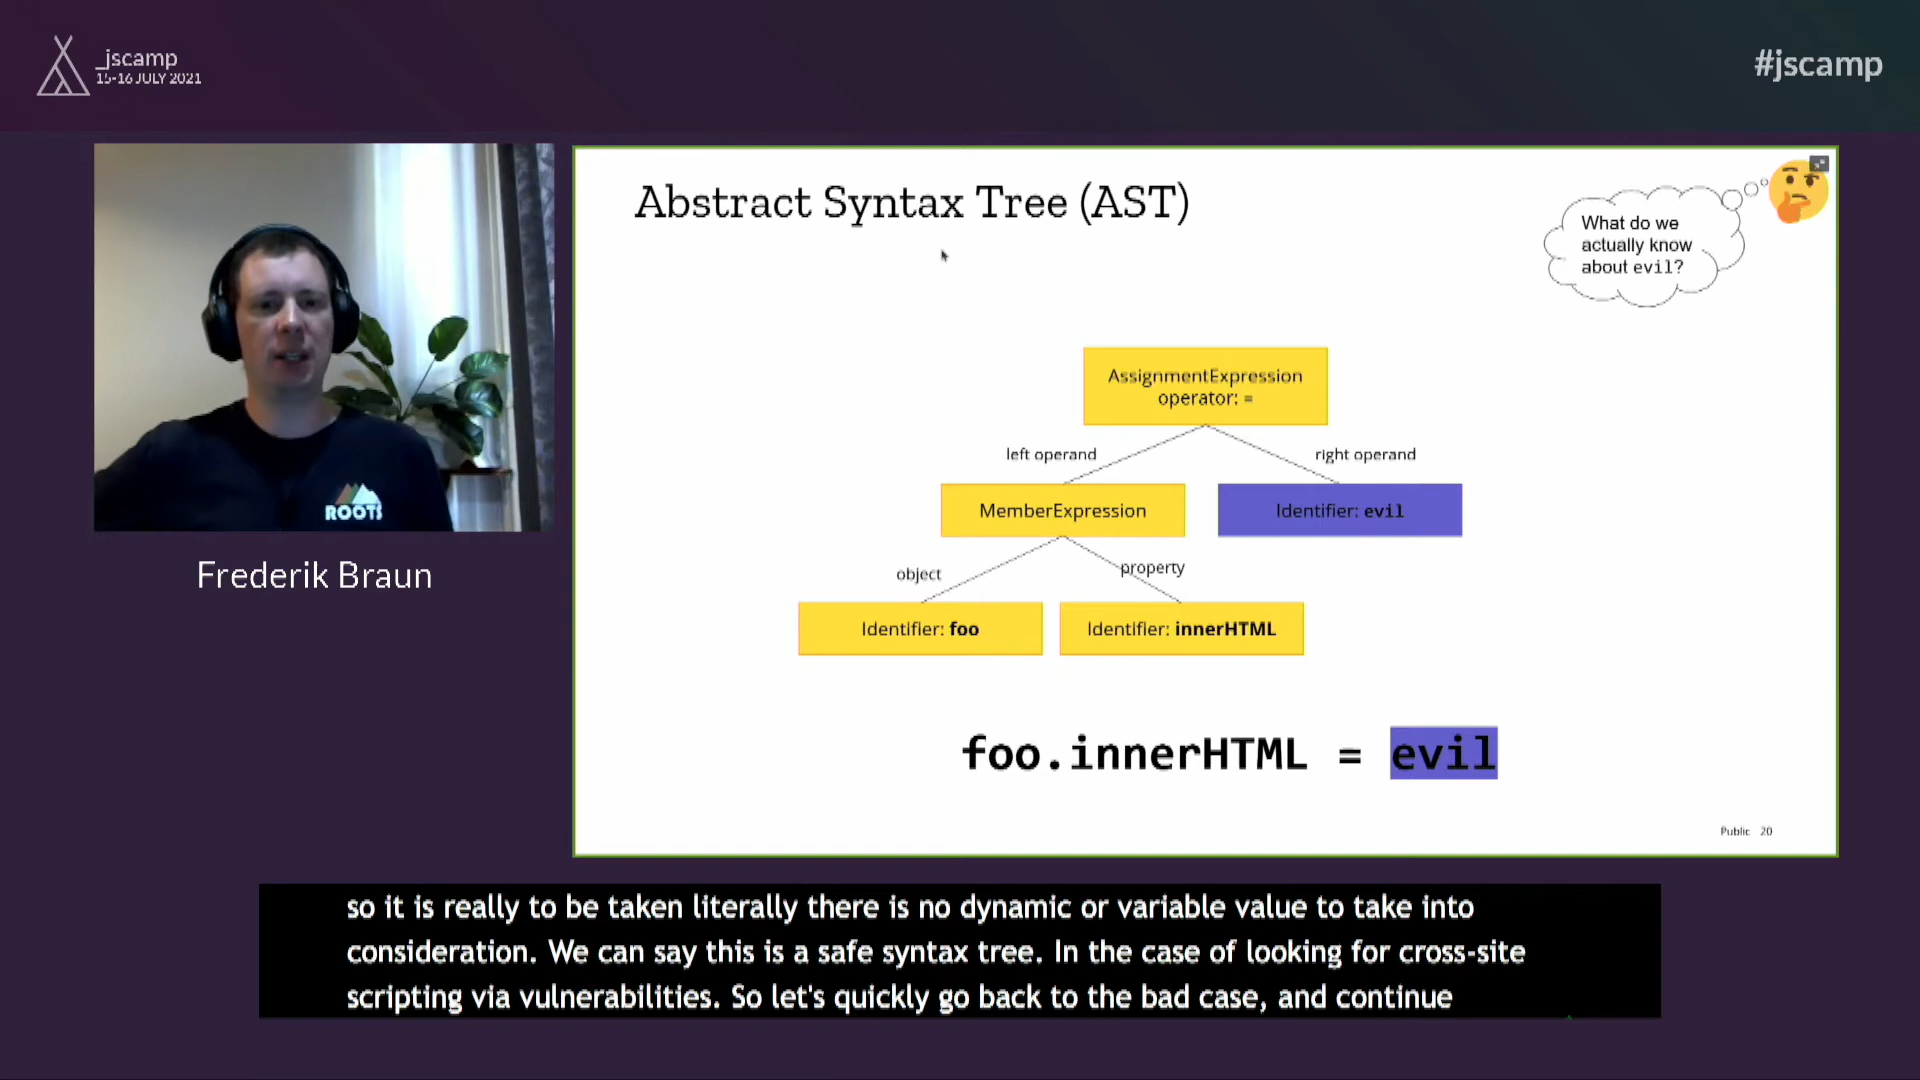 _jscamp
15-16 JULY 2021
#jscamp
Abstract Syntax Tree (AST)
What do we
actually know
about evil?
AssignmentExpression
operator: =
left operand
right operand
MemberExpression
Identifier: evil
object
property
Identifier: foo
Identifier: innerHTML
foo.innerHTML = evil
Public 20
ROOTS
Frederik Braun
so it is really to be taken literally there is no dynamic or variable value to take into
consideration. We can say this is a safe syntax tree. In the case of looking for cross-site
scripting via vulnerabilities. So let's quickly go back to the bad case, and continue